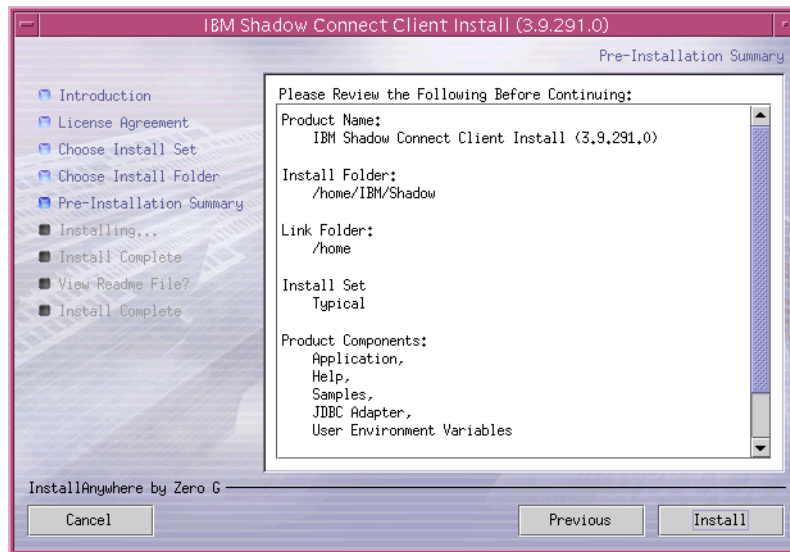 IBM Shadow Connect Client Install (3.9.291.0)
Pre-Installation Summary
Introduction
License Agreement
Choose Install Set
Choose Install Folder
Pre-Installation Summary
Installing...
Install Complete
View Readme File?
Install Complete
Please Review the Following Before Continuing:
Product Name:
IBM Shadow Connect Client Install (3.9.291.0)
Install Folder:
/home/IBM/Shadow
Link Folder:
/home
Install Set
Typical
Product Components:
Application,
Help,
Samples,
JDBC Adapter,
User Environment Variables
InstallAnywhere by Zero G
Cancel
Previous
Install